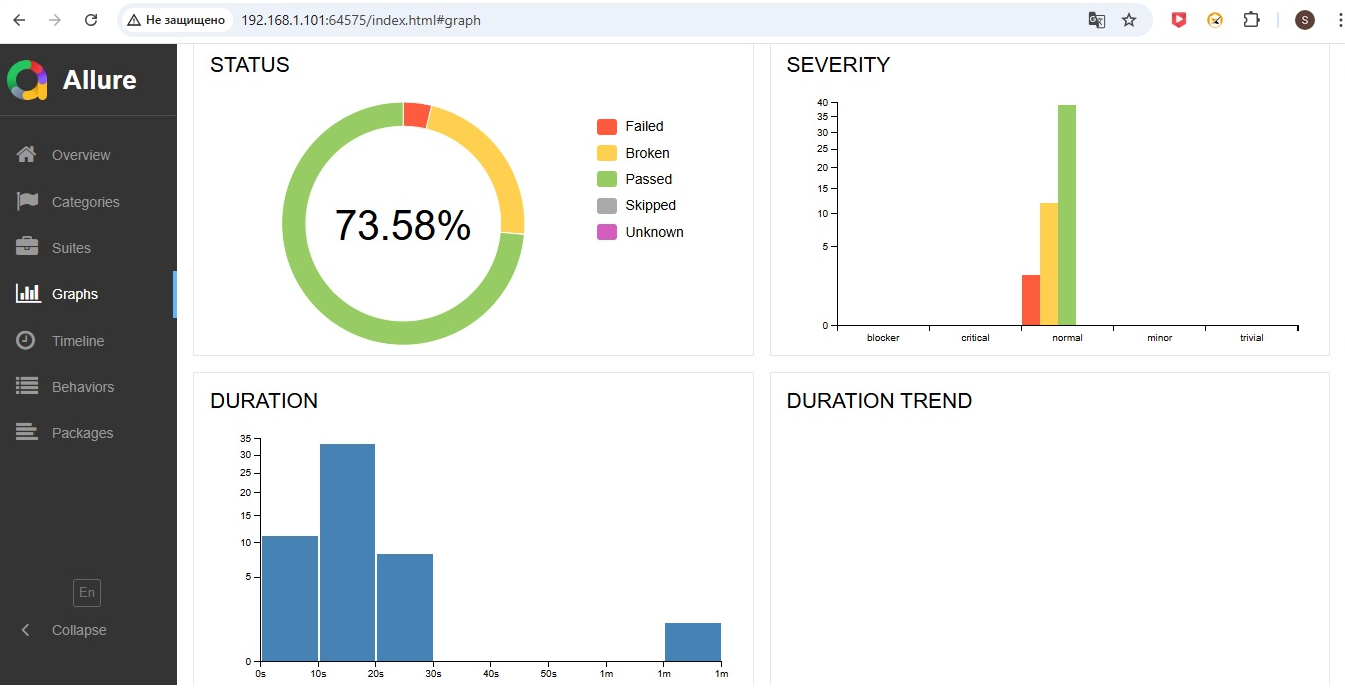 Не защищено 192.168.1.101:64575/index.html#graph
S
Allure
Overview
Categories
Suites
Graphs
Timeline
Behaviors
Packages
En
Collapse
STATUS
73.58%
Failed
Broken
Passed
Skipped
Unknown
SEVERITY
40
35
30
25
20
15
10
5
0
blocker critical normal minor trivial
DURATION
35
30
25
20
15
10
5
0
0s 10s 20s 30s 40s 50s 1m 1m 1m
DURATION TREND